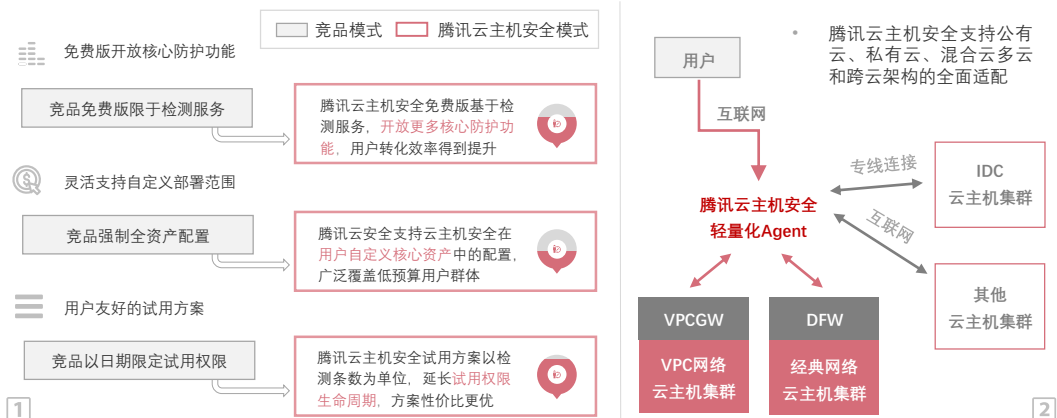 竞品模式
腾讯云主机安全模式
免费版开放核心防护功能
竞品免费版限于检测服务
腾讯云主机安全免费版基于检
测服务，开放更多核心防护功
能，用户转化效率得到提升
灵活支持自定义部署范围
竞品强制全资产配置
腾讯云安全支持云主机安全在
用户自定义核心资产中的配置，
广泛覆盖低预算用户群体
用户友好的试用方案
竞品以日期限定试用权限
腾讯云主机安全试用方案以检
测条数为单位，延长试用权限
生命周期，方案性价比更优
1
用户
• 腾讯云主机安全支持公有
云、私有云、混合云多云
和跨云架构的全面适配
互联网
专线连接
IDC
云主机集群
腾讯云主机安全
轻量化Agent
互联网
其他
云主机集群
VPCGW
VPC网络
云主机集群
DFW
经典网络
云主机集群
2